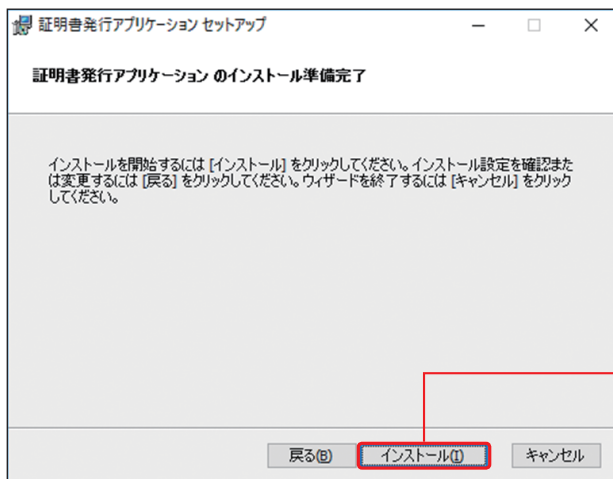 証明書発行アプリケーション セットアップ
証明書発行アプリケーション のインストール準備完了
インストールを開始するには [インストール] をクリックしてください。インストール設定を確認また
は変更するには [戻る] をクリックしてください。ウィザードを終了するには [キャンセル] をクリック
してください。
戻る(B) インストール(I) キャンセル